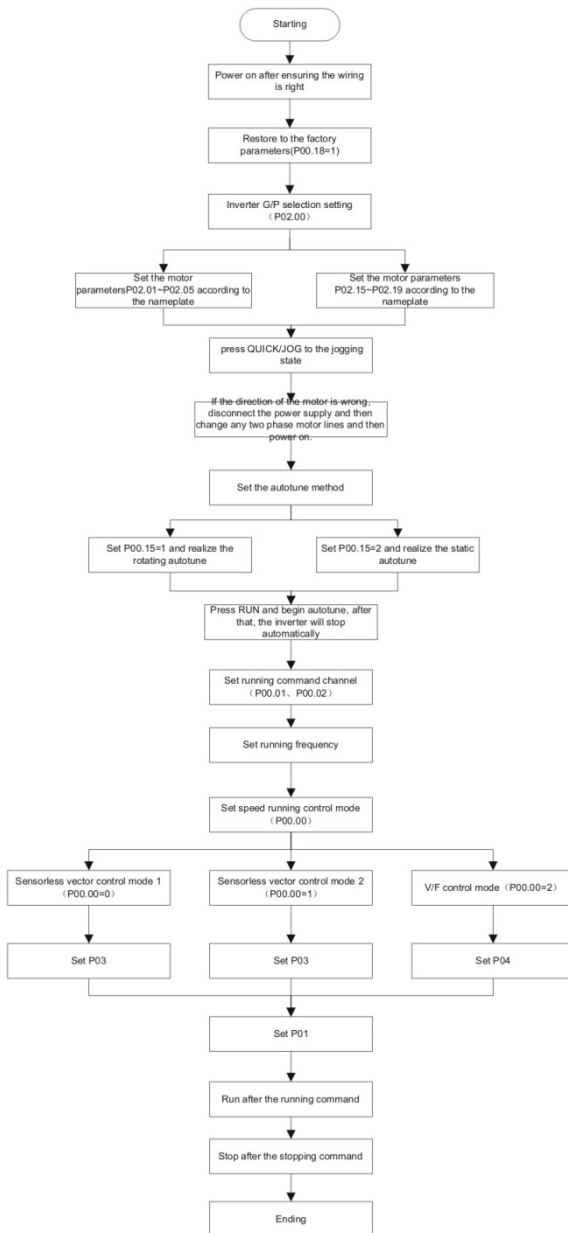 Starting
Power on after ensuring the wiring
is right
Restore to the factory
parameters(P00.18=1)
Inverter G/P selection setting
（P02.00）
Set the motor
parametersP02.01~P02.05 according to
the nameplate
Set the motor parameters
P02.15~P02.19 according to the
nameplate
press QUICK/JOG to the jogging
state
If the direction of the motor is wrong,
disconnect the power supply and then
change any two phase motor lines and then
power on.
Set the autotune method
Set P00.15=1 and realize the
rotating autotune
Set P00.15=2 and realize the static
autotune
Press RUN and begin autotune, after
that, the inverter will stop
automatically
Set running command channel
（P00.01、P00.02）
Set running frequency
Set speed running control mode
（P00.00）
Sensorless vector control mode 1
（P00.00=0）
Sensorless vector control mode 2
（P00.00=1）
V/F control mode（P00.00=2）
Set P03
Set P03
Set P04
Set P01
Run after the running command
Stop after the stopping command
Ending